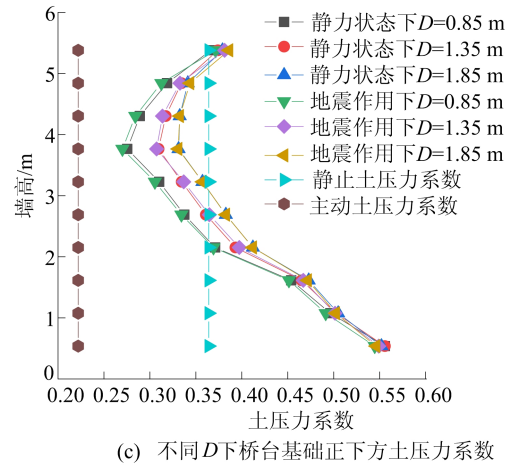 静力状态下D=0.85 m
静力状态下D=1.35 m
静力状态下D=1.85 m
地震作用下D=0.85 m
地震作用下D=1.35 m
地震作用下D=1.85 m
静止土压力系数
主动土压力系数
墙高/m
6
5
4
3
2
1
0
0.20 0.25 0.30 0.35 0.40 0.45 0.50 0.55 0.60
土压力系数
(c) 不同D下桥台基础正下方土压力系数